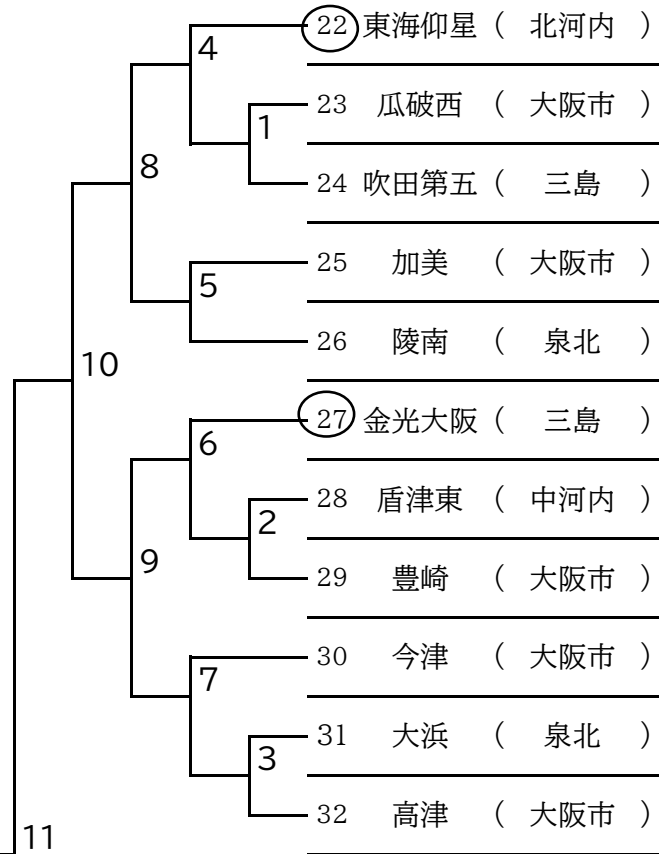 22 東海仰星 ( 北河内 )
4
23 瓜破西 ( 大阪市 )
1
8
24 吹田第五 ( 三島 )
25 加美 ( 大阪市 )
5
26 陵南 ( 泉北 )
10
27 金光大阪 ( 三島 )
6
28 盾津東 ( 中河内 )
2
9
29 豊崎 ( 大阪市 )
30 今津 ( 大阪市 )
7
31 大浜 ( 泉北 )
3
32 高津 ( 大阪市 )
11